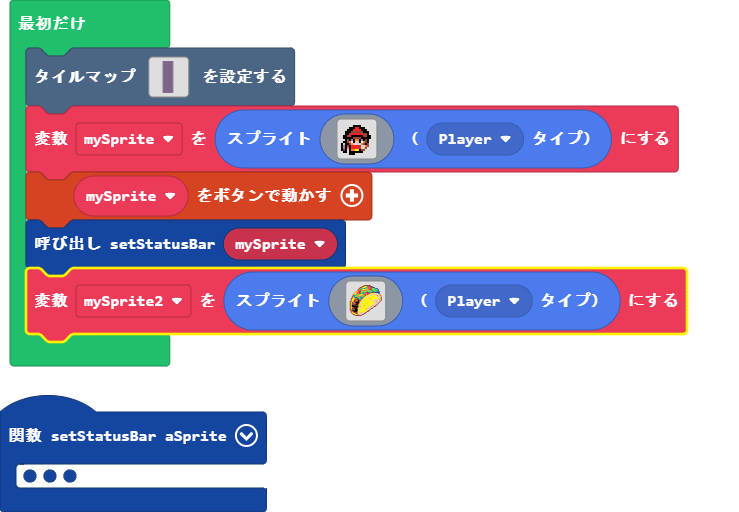 最初だけ
タイルマップ を設定する
変数 mySprite を スプライト ( Player タイプ) にする
mySprite をボタンで動かす
呼び出し setStatusBar mySprite
変数 mySprite2 を スプライト ( Player タイプ) にする
関数 setStatusBar aSprite